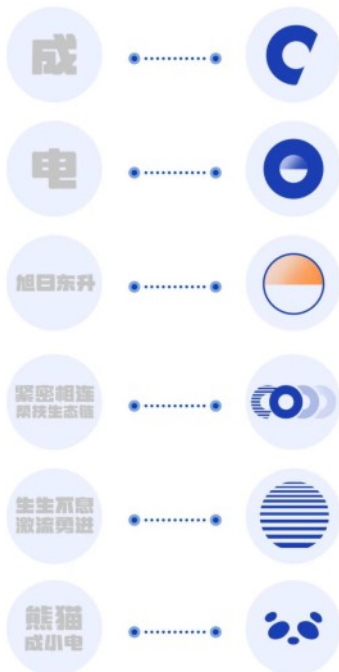 成
电
旭日东升
紧密相连
帮扶生态链
生生不息
激流勇进
熊猫
成小电